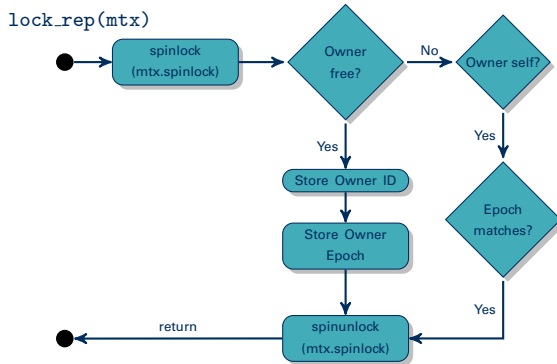 lock_rep(mtx)
spinlock
(mtx.spinlock)
Owner
free?
No
Owner self?
Yes
Yes
Store Owner ID
Store Owner
Epoch
Epoch
matches?
Yes
spinunlock
(mtx.spinlock)
return